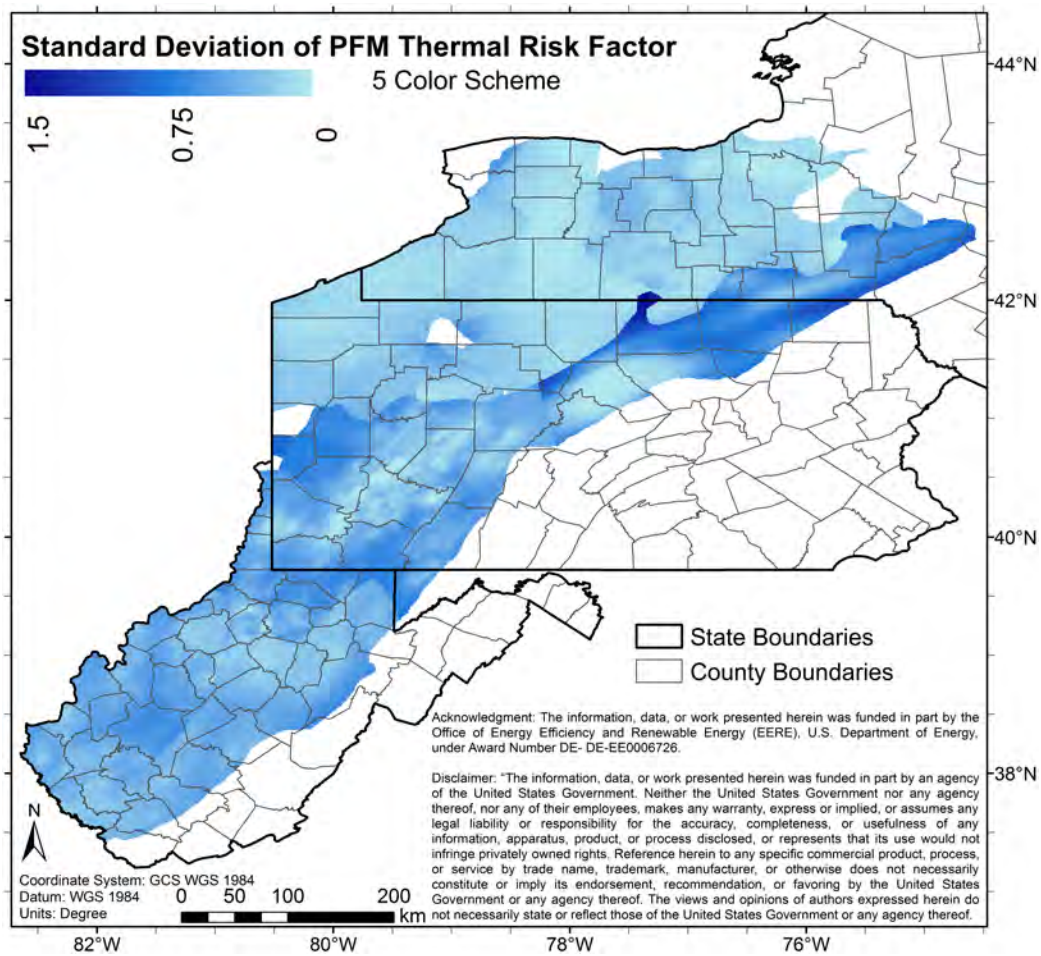 Standard Deviation of PFM Thermal Risk Factor
5 Color Scheme
1.5
0.75
0
44°N
42°N
40°N
38°N
State Boundaries
County Boundaries
Acknowledgment: The information, data, or work presented herein was funded in part by the
Office of Energy Efficiency and Renewable Energy (EERE), U.S. Department of Energy,
under Award Number DE- DE-EE0006726.
Disclaimer: "The information, data, or work presented herein was funded in part by an agency
of the United States Government. Neither the United States Government nor any agency
thereof, nor any of their employees, makes any warranty, express or implied, or assumes any
legal liability or responsibility for the accuracy, completeness, or usefulness of any
information, apparatus, product, or process disclosed, or represents that its use would not
infringe privately owned rights. Reference herein to any specific commercial product, process,
or service by trade name, trademark, manufacturer, or otherwise does not necessarily
constitute or imply its endorsement, recommendation, or favoring by the United States
Government or any agency thereof. The views and opinions of authors expressed herein do
not necessarily state or reflect those of the United States Government or any agency thereof.
N
Coordinate System: GCS WGS 1984
Datum: WGS 1984
Units: Degree
0 50 100 200
km
82°W 80°W 78°W 76°W